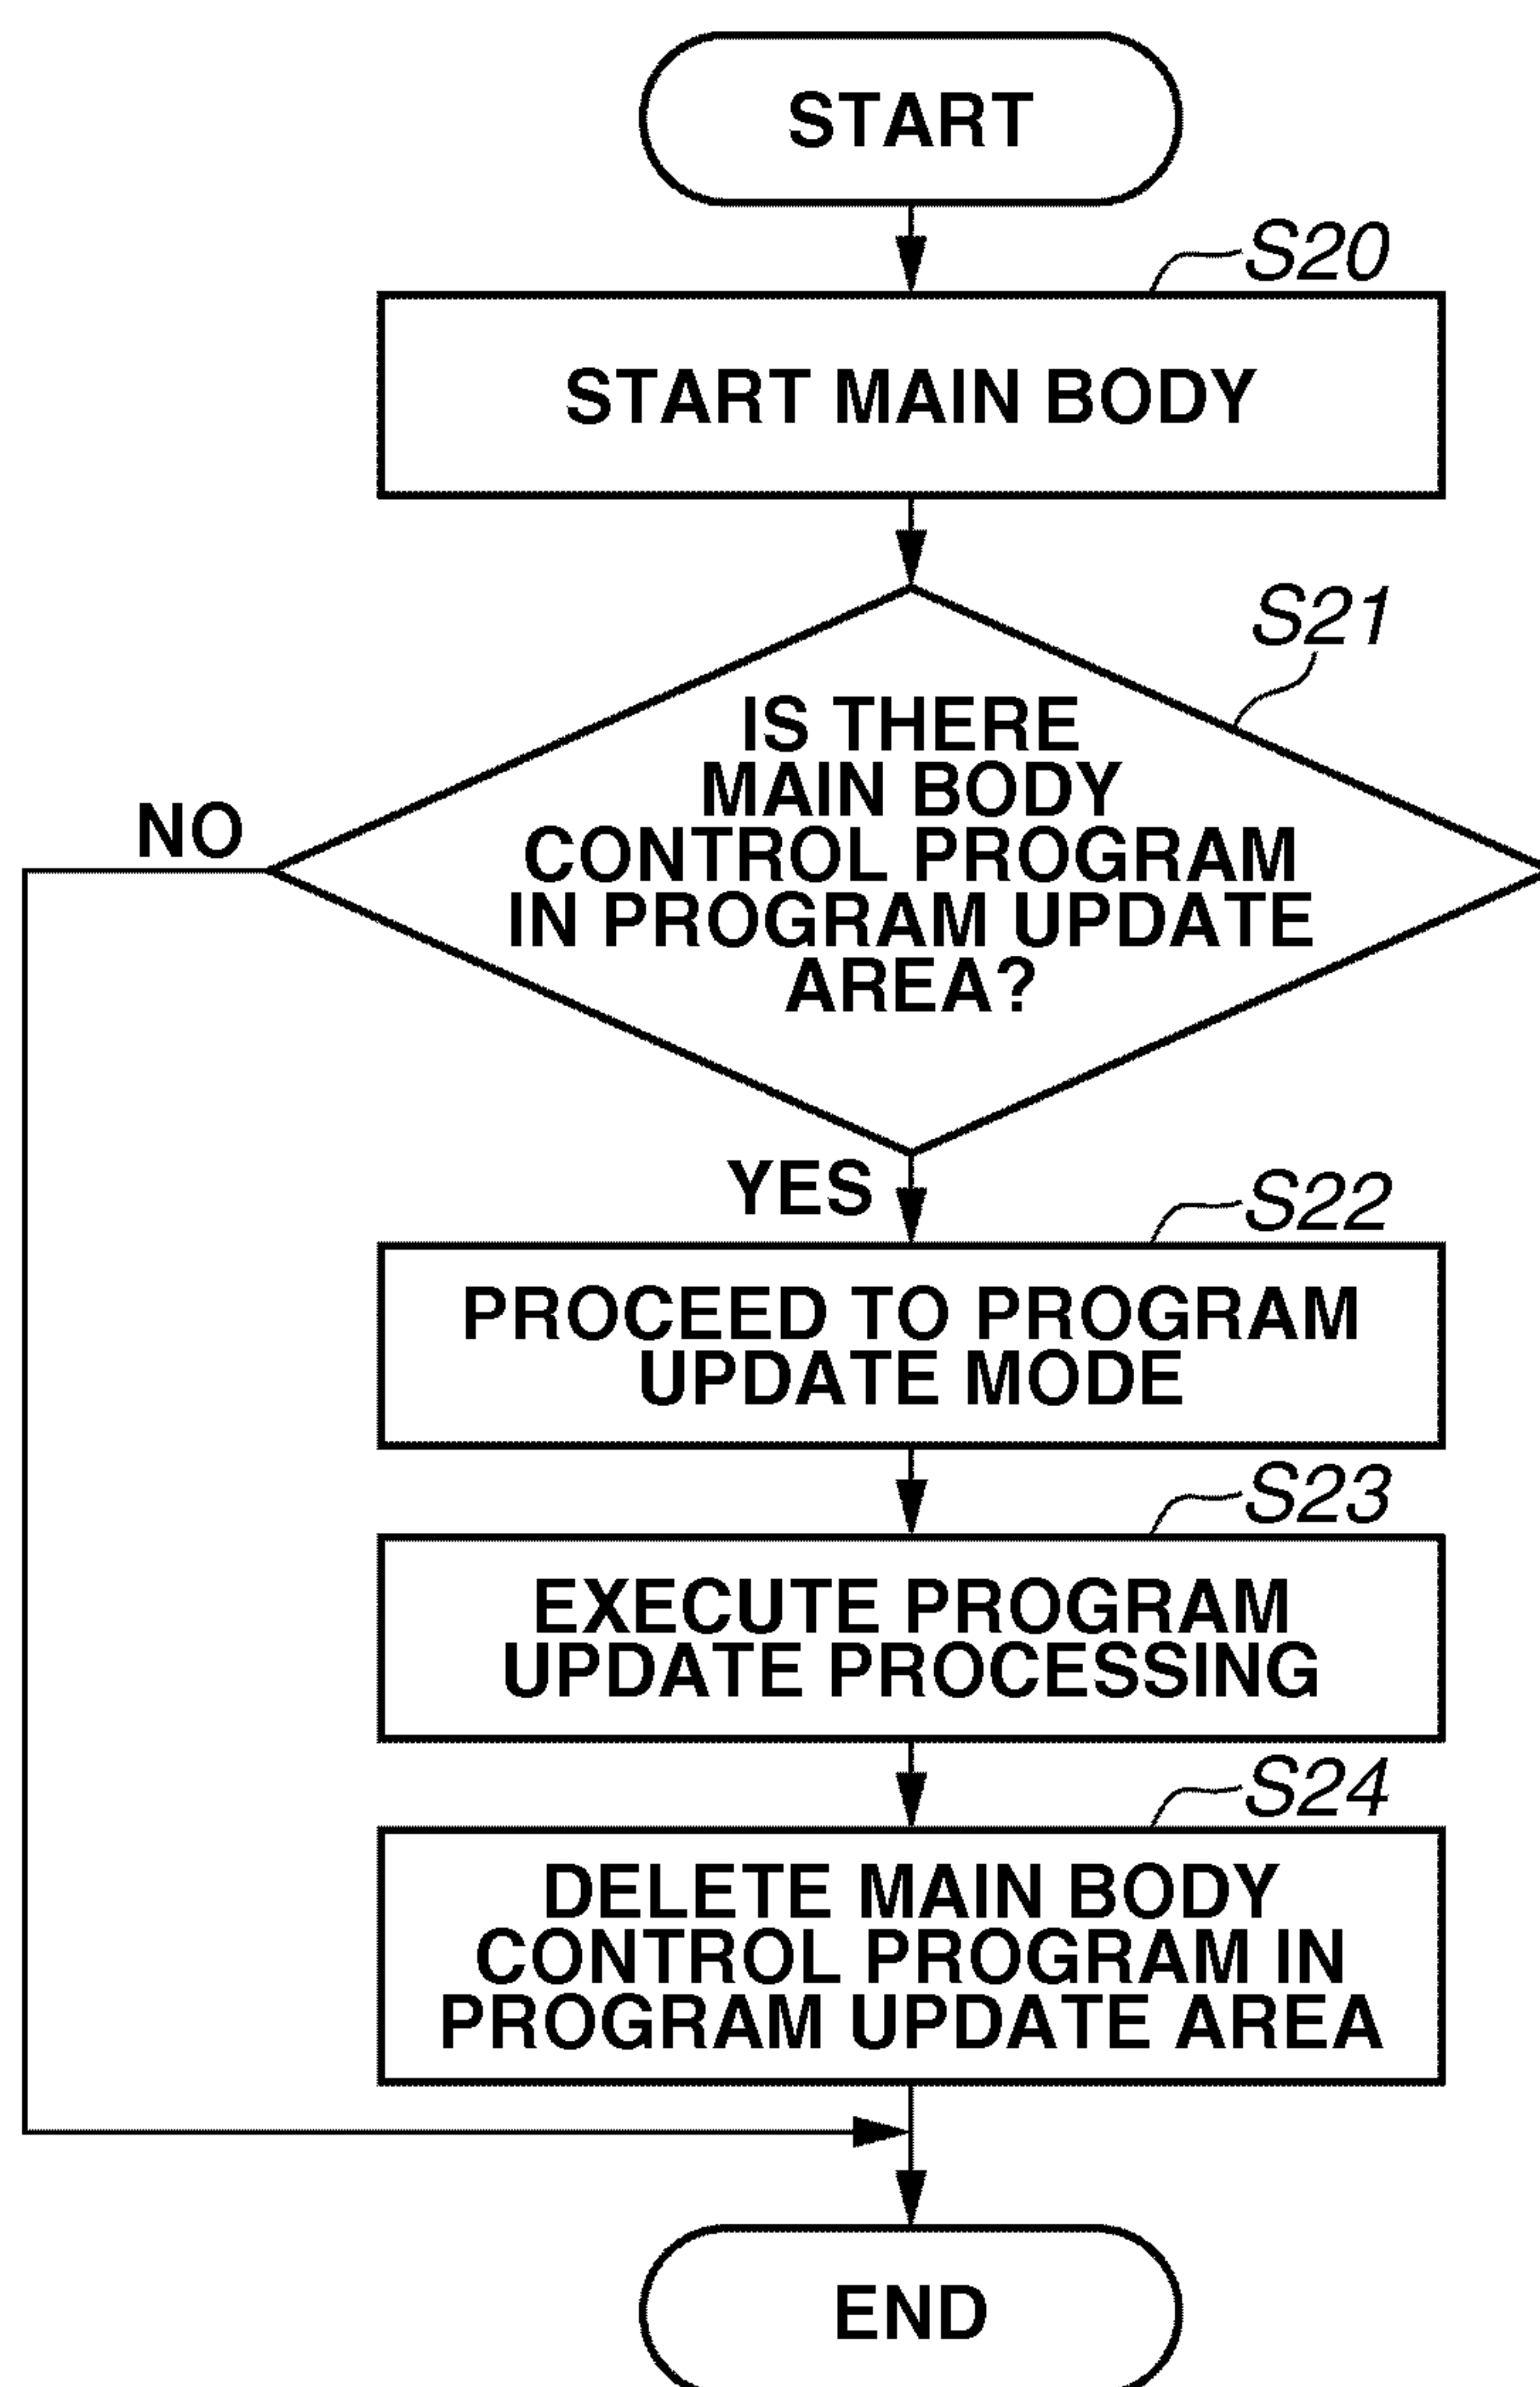 START
S20
START MAIN BODY
S21
IS THERE
MAIN BODY
CONTROL PROGRAM
IN PROGRAM UPDATE
AREA?
NO
YES
S22
PROCEED TO PROGRAM
UPDATE MODE
S23
EXECUTE PROGRAM
UPDATE PROCESSING
S24
DELETE MAIN BODY
CONTROL PROGRAM IN
PROGRAM UPDATE AREA
END